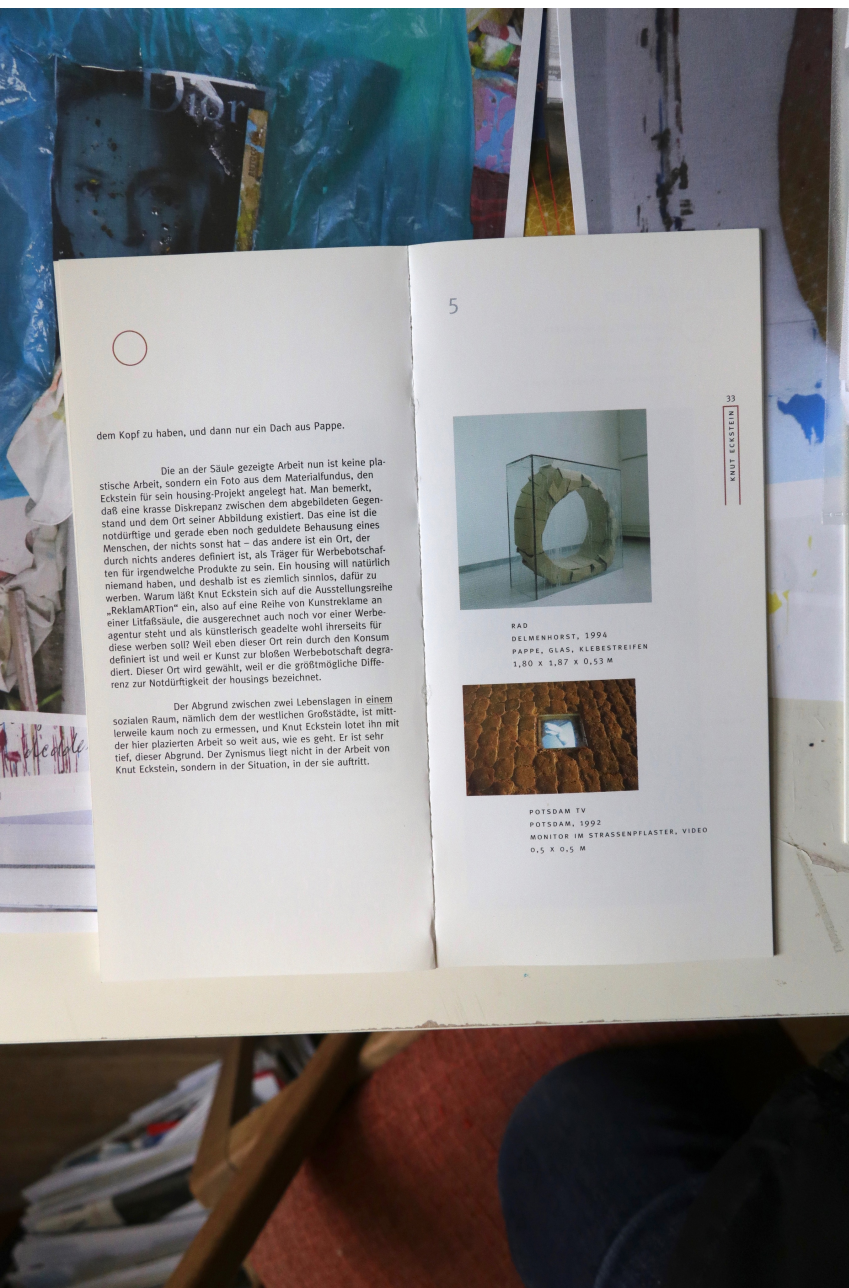 Dior
dem Kopf zu haben, und dann nur ein Dach aus Pappe.
Die an der Säule gezeigte Arbeit nun ist keine pla-
stische Arbeit, sondern ein Foto aus dem Materialfundus, den
Eckstein für sein housing-Projekt angelegt hat. Man bemerkt,
daß eine krasse Diskrepanz zwischen dem abgebildeten Gegen-
stand und dem Ort seiner Abbildung existiert. Das eine ist die
notdürftige und gerade eben noch geduldete Behausung eines
Menschen, der nichts sonst hat – das andere ist ein Ort, der
durch nichts anderes definiert ist, als Träger für Werbebotschaf-
ten für irgendwelche Produkte zu sein. Ein housing will natürlich
niemand haben, und deshalb ist es ziemlich sinnlos, dafür zu
werben. Warum läßt Knut Eckstein sich auf die Ausstellungsreihe
„ReklamARTion“ ein, also auf eine Reihe von Kunstreklame an
einer Litfaßsäule, die ausgerechnet auch noch vor einer Werbe-
agentur steht und als künstlerisch geadelte wohl ihrerseits für
diese werben soll? Weil eben dieser Ort rein durch den Konsum
definiert ist und weil er Kunst zur bloßen Werbebotschaft degra-
diert. Dieser Ort wird gewählt, weil er die größtmögliche Diffe-
renz zur Notdürftigkeit der housings bezeichnet.
Der Abgrund zwischen zwei Lebenslagen in einem
sozialen Raum, nämlich dem der westlichen Großstädte, ist mitt-
lerweile kaum noch zu ermessen, und Knut Eckstein lotet ihn mit
der hier plazierten Arbeit so weit aus, wie es geht. Er ist sehr
tief, dieser Abgrund. Der Zynismus liegt nicht in der Arbeit von
Knut Eckstein, sondern in der Situation, in der sie auftritt.
5
33
KNUT ECKSTEIN
RAD
DELMENHORST, 1994
PAPPE, GLAS, KLEBESTREIFEN
1,80 X 1,87 X 0,53 M
POTSDAM TV
POTSDAM, 1992
MONITOR IM STRASSENPFLASTER, VIDEO
0,5 X 0,5 M